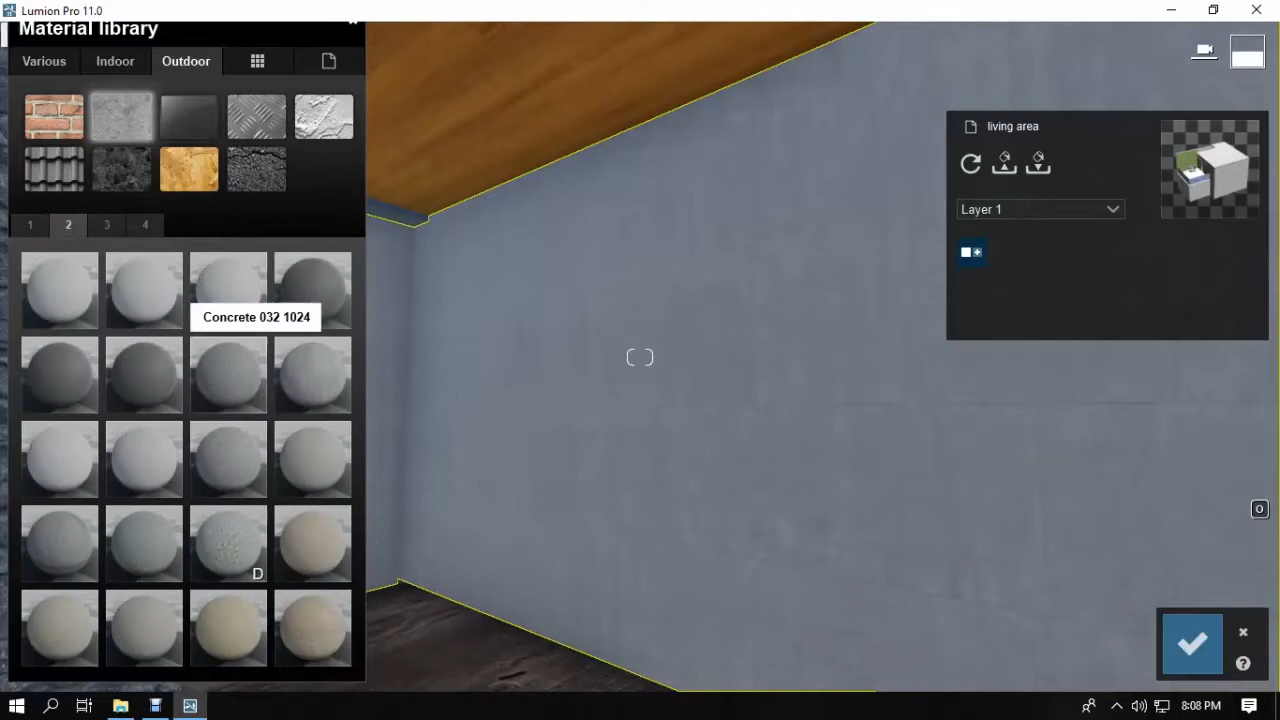 Lumion Pro 11.0
Material library
Various
Indoor
Outdoor
1
2
3
4
Concrete 032 1024
D
living area
Layer 1
O
?
8:08 PM